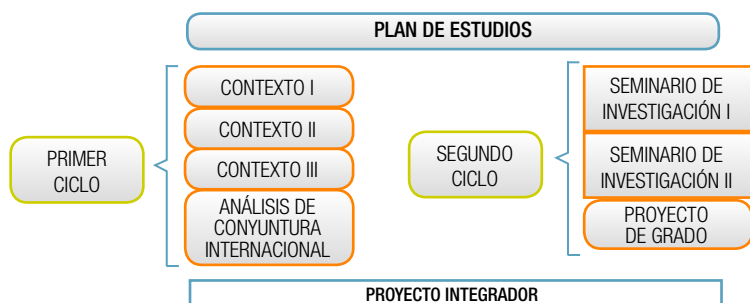 PLAN DE ESTUDIOS
PRIMER
CICLO
CONTEXTO I
CONTEXTO II
CONTEXTO III
ANÁLISIS DE
CONYUNTURA
INTERNACIONAL
SEGUNDO
CICLO
SEMINARIO DE
INVESTIGACIÓN I
SEMINARIO DE
INVESTIGACIÓN II
PROYECTO
DE GRADO
PROYECTO INTEGRADOR